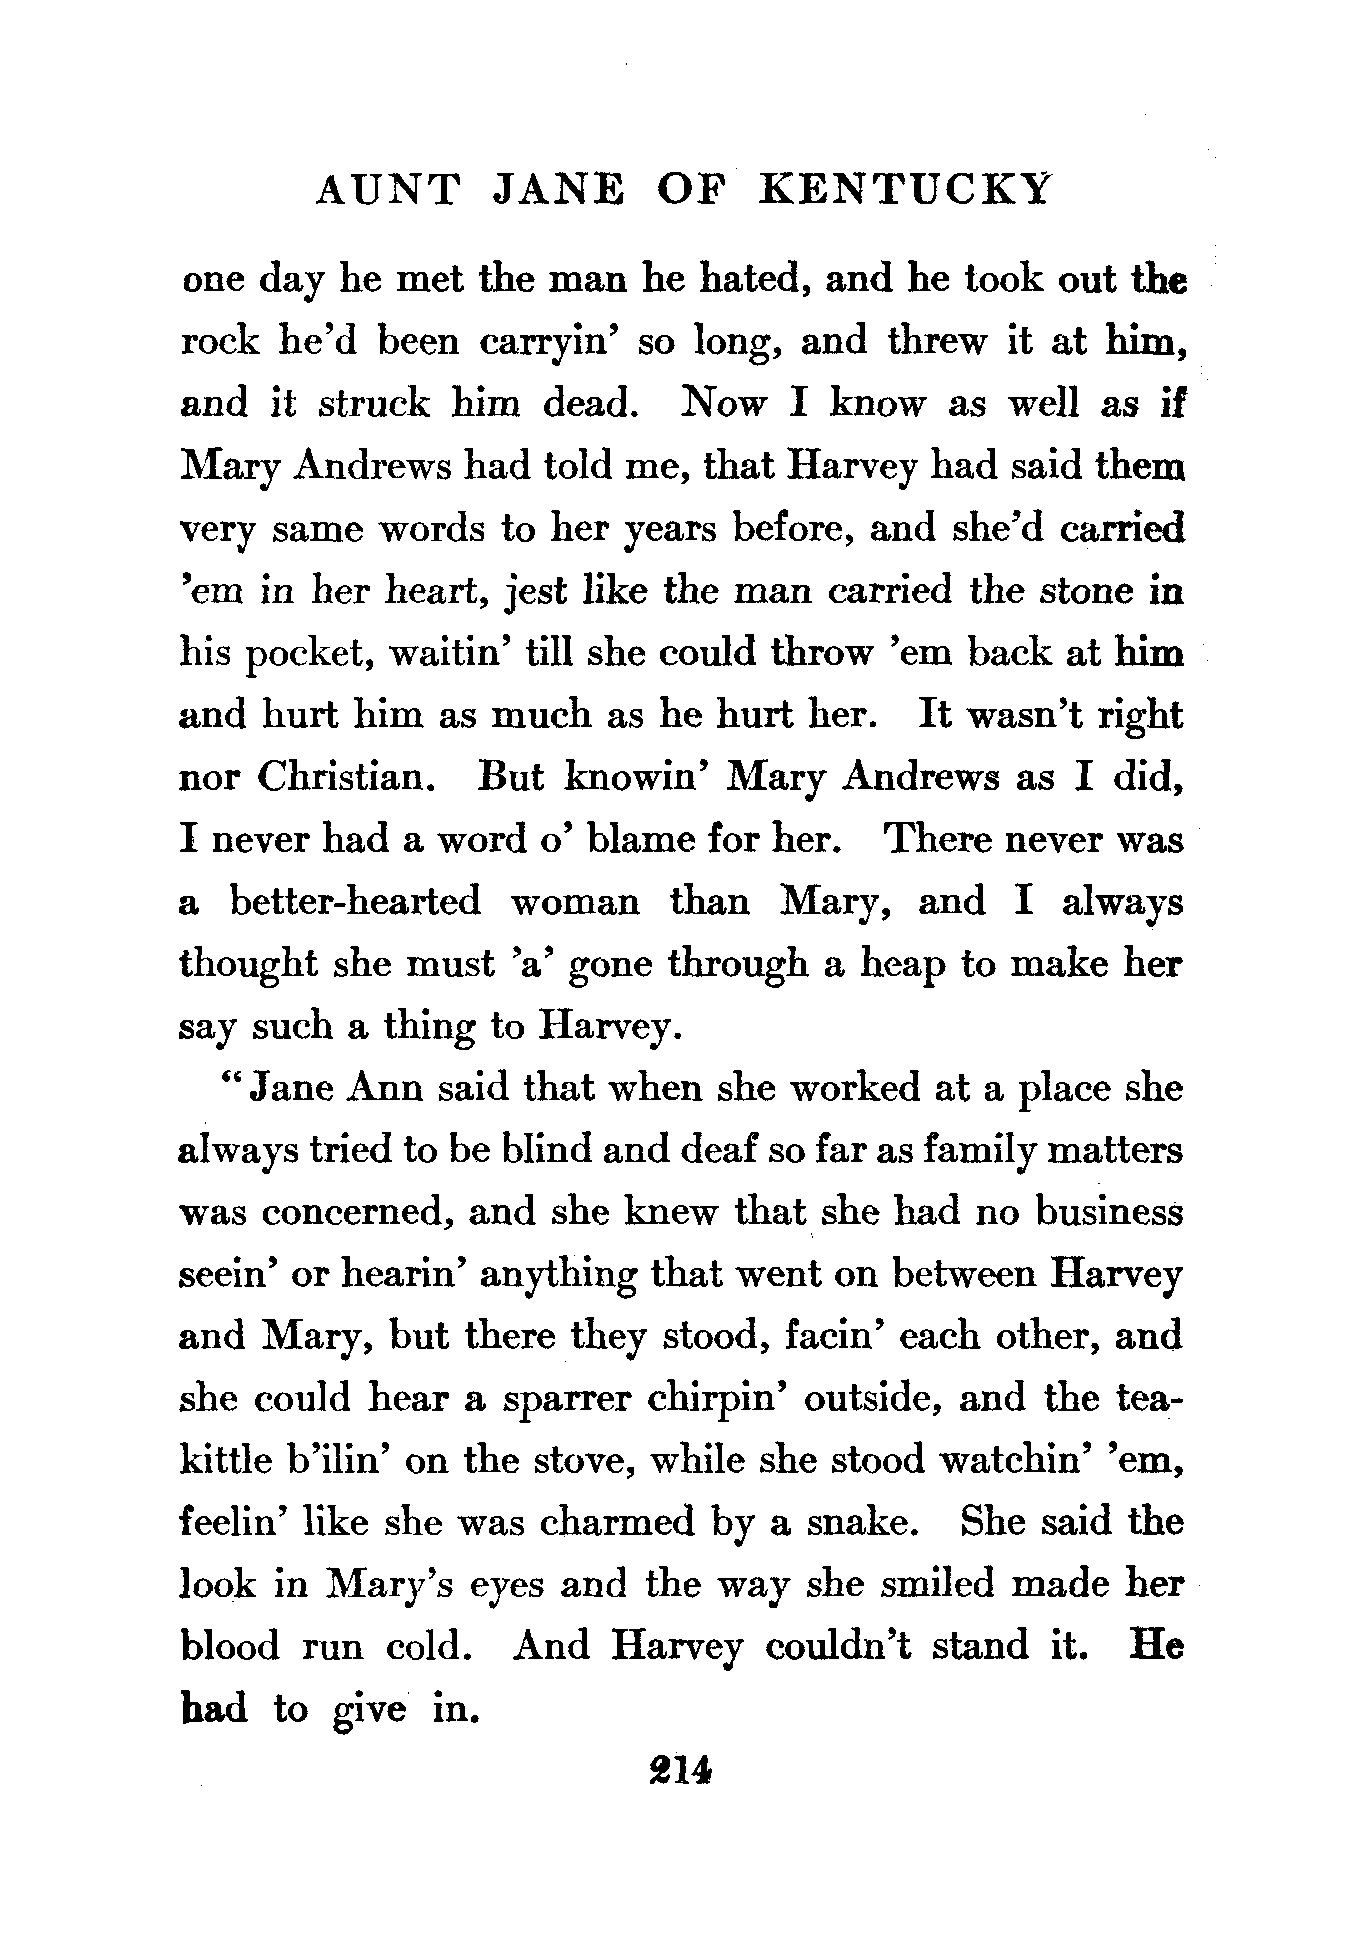 AUNT JANE OF KENTUCKY
one day he met the man he hated, and he took out the
rock he’d been carryin’ so long, and threw it at him,
and it struck him dead. Now I know as well as if
Mary Andrews had told me, that Harvey had said them
very same words to her years before, and she’d carried
’em in her heart, jest like the man carried the stone in
his pocket, waitin’ till she could throw ’em back at him
and hurt him as much as he hurt her. It wasn’t right
nor Christian. But knowin’ Mary Andrews as I did,
I never had a word o’ blame for her. There never was
a better-hearted woman than Mary, and I always
thought she must ’a’ gone through a heap to make her
say such a thing to Harvey.
“Jane Ann said that when she worked at a place she
always tried to be blind and deaf so far as family matters
was concerned, and she knew that she had no business
seein’ or hearin’ anything that went on between Harvey
and Mary, but there they stood, facin’ each other, and
she could hear a sparrer chirpin’ outside, and the tea-
kittle b’ilin’ on the stove, while she stood watchin’ ’em,
feelin’ like she was charmed by a snake. She said the
look in Mary’s eyes and the way she smiled made her
blood run cold. And Harvey couldn’t stand it. He
had to give in.
214